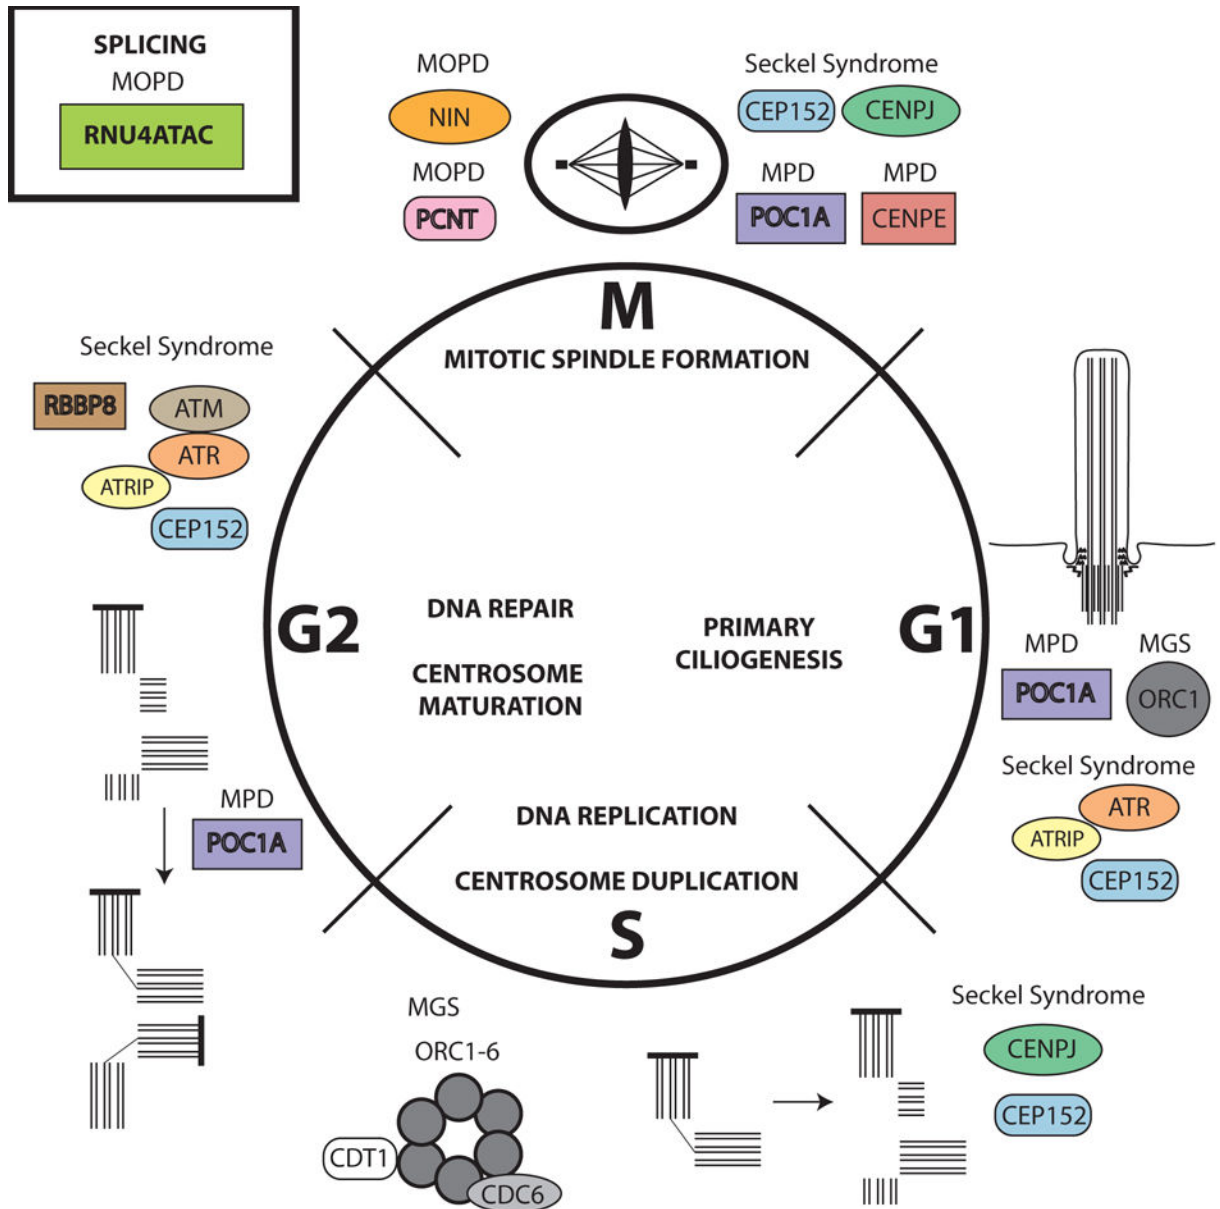 SPLICING
MOPD
RNU4ATAC
MOPD
NIN
MOPD
PCNT
Seckel Syndrome
CEP152 CENPJ
MPD MPD
POC1A CENPE
M
MITOTIC SPINDLE FORMATION
Seckel Syndrome
RBBP8 ATM
ATR
ATRIP
CEP152
G2
DNA REPAIR
CENTROSOME
MATURATION
PRIMARY
CILIOGENESIS
G1
MPD MGS
POC1A ORC1
Seckel Syndrome
ATR
ATRIP
CEP152
MPD
POC1A
DNA REPLICATION
CENTROSOME DUPLICATION
S
MGS
ORC1-6
CDT1
CDC6
Seckel Syndrome
CENPJ
CEP152